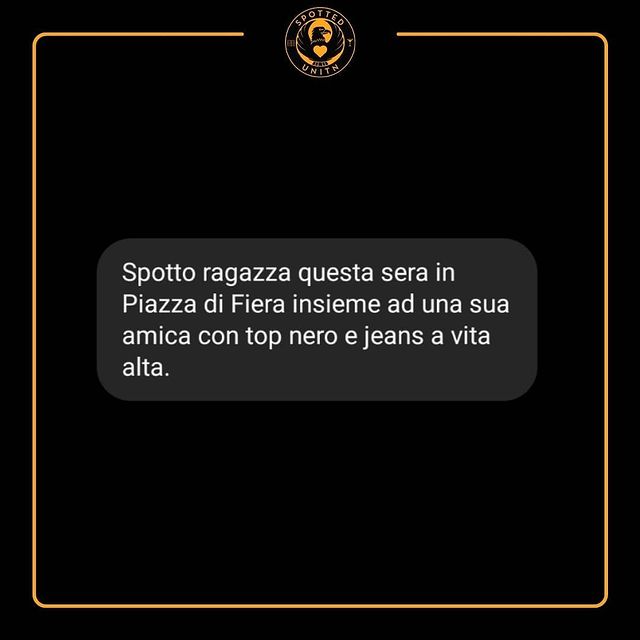 SPOTTED
UNITN
Spotto ragazza questa sera in
Piazza di Fiera insieme ad una sua
amica con top nero e jeans a vita
alta.